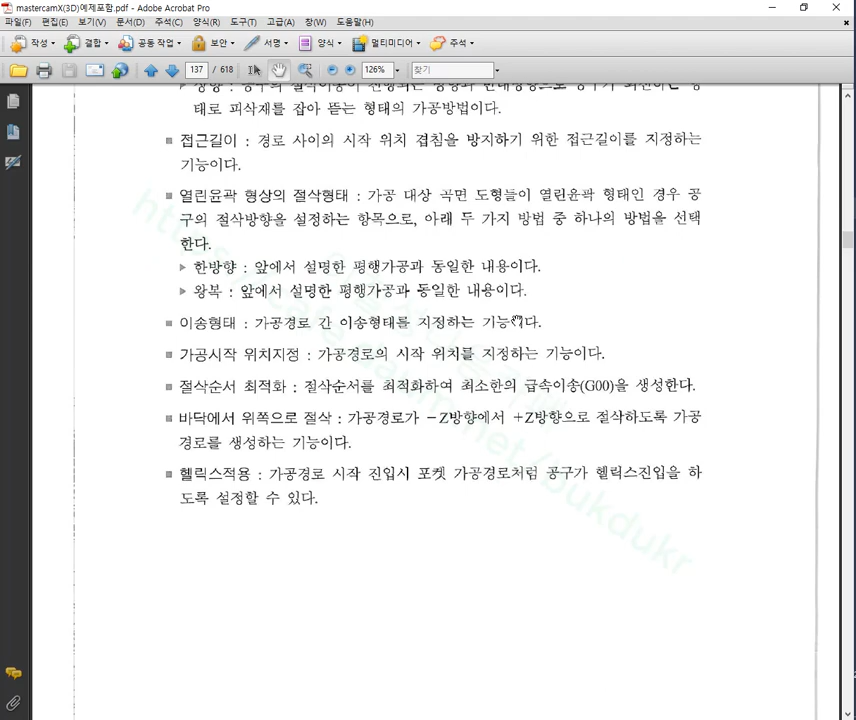 mastercamX(3D)예제포함.pdf - Adobe Acrobat Pro
파일(F) 편집(E) 보기(V) 문서(D) 주석(C) 양식(R) 도구(T) 고급(A) 창(W) 도움말(H)
작성 결합 공동 작업 보안 서명 양식 멀티미디어 주석
137 / 618 126% 찾기
태로 피삭재를 잡아 뜯는 형태의 가공방법이다.
접근길이 : 경로 사이의 시작 위치 겹침을 방지하기 위한 접근길이를 지정하는
기능이다.
열린윤곽 형상의 절삭형태 : 가공 대상 곡면 도형들이 열린윤곽 형태인 경우 공
구의 절삭방향을 설정하는 항목으로, 아래 두 가지 방법 중 하나의 방법을 선택
한다.
한방향 : 앞에서 설명한 평행가공과 동일한 내용이다.
왕복 : 앞에서 설명한 평행가공과 동일한 내용이다.
이송형태 : 가공경로 간 이송형태를 지정하는 기능이다.
가공시작 위치지정 : 가공경로의 시작 위치를 지정하는 기능이다.
절삭순서 최적화 : 절삭순서를 최적화하여 최소한의 급속이송(G00)을 생성한다.
바닥에서 위쪽으로 절삭 : 가공경로가 -Z방향에서 +Z방향으로 절삭하도록 가공
경로를 생성하는 기능이다.
헬릭스적용 : 가공경로 시작 진입시 포켓 가공경로처럼 공구가 헬릭스진입을 하
도록 설정할 수 있다.